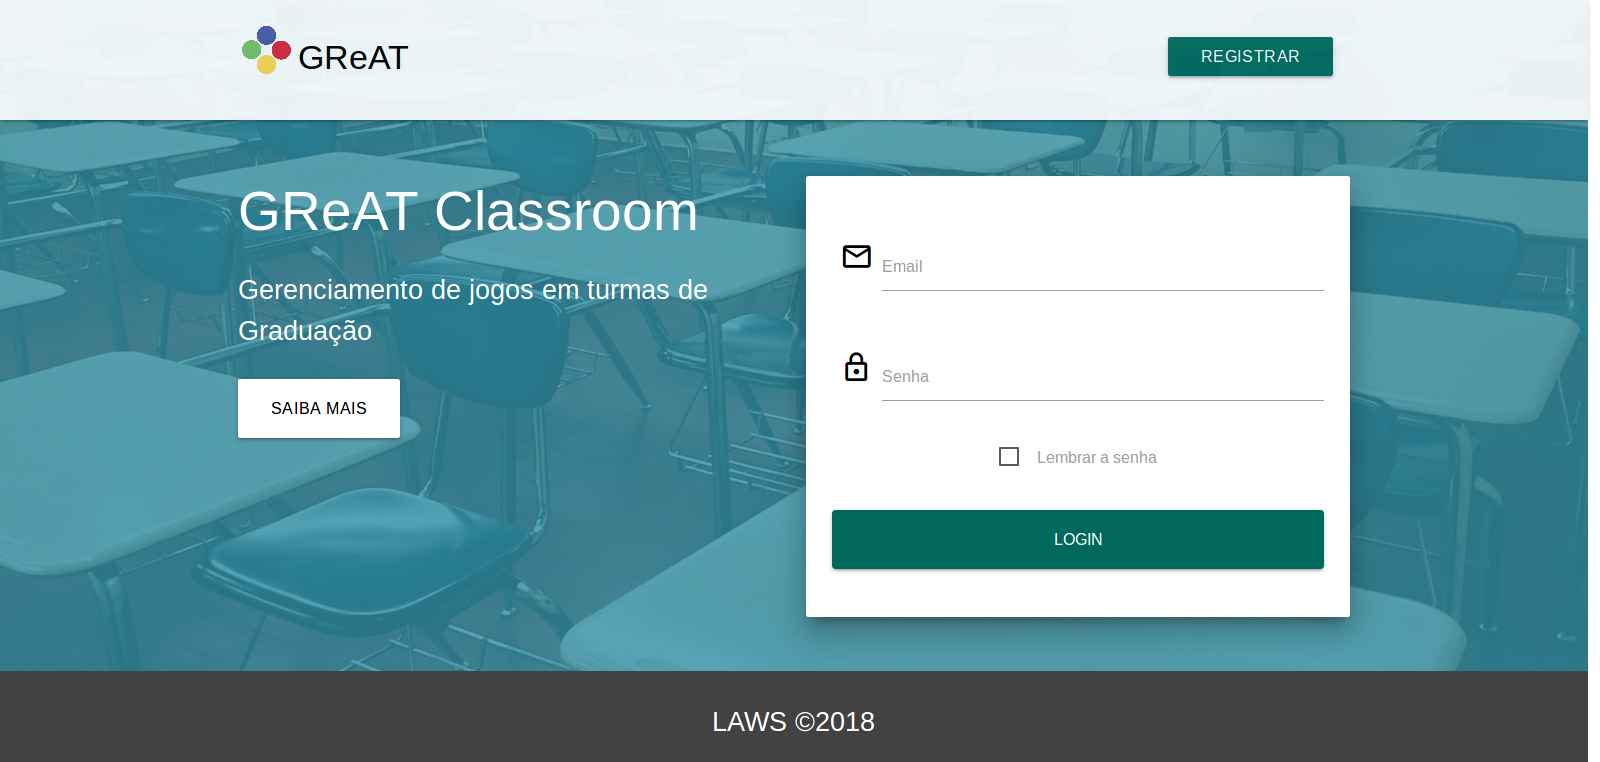 GReAT
REGISTRAR
GReAT Classroom
Gerenciamento de jogos em turmas de
Graduação
SAIBA MAIS
Email
Senha
Lembrar a senha
LOGIN
LAWS ©2018